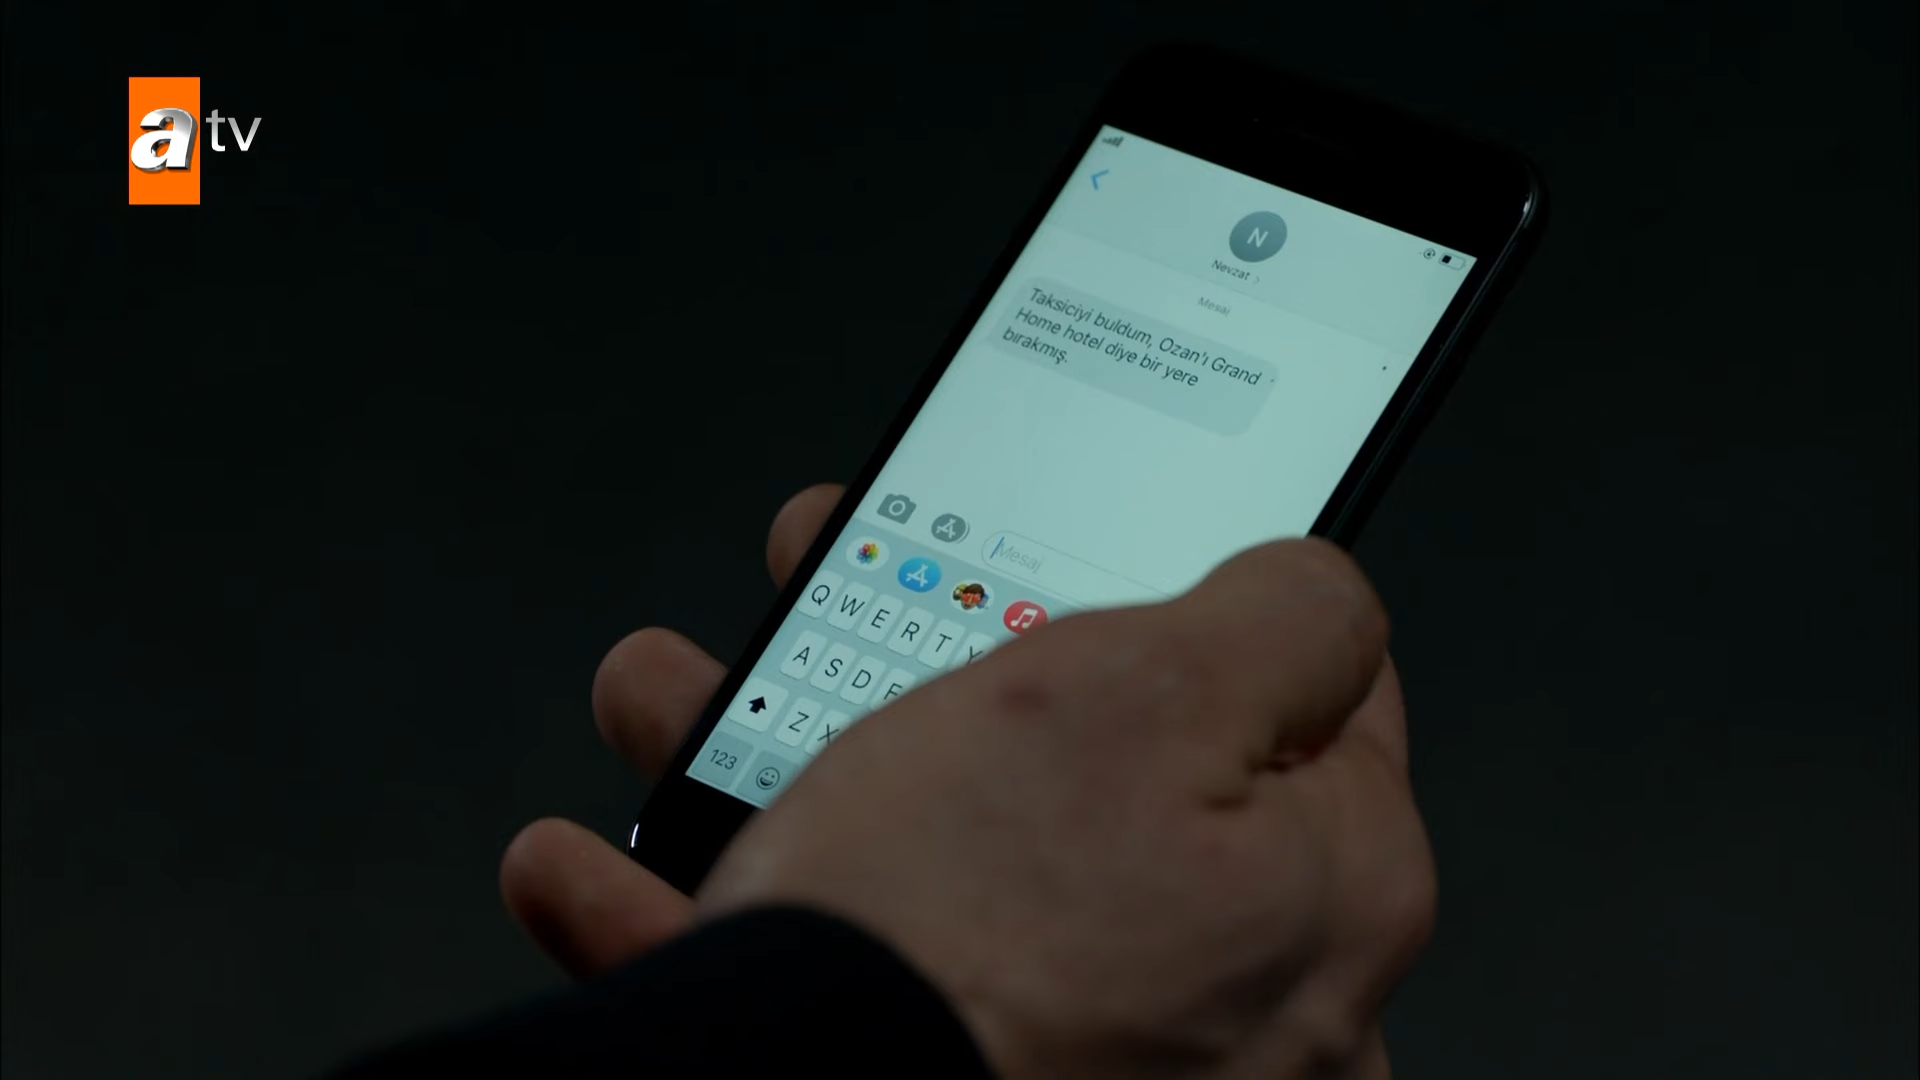 atv
N
Nevzat
Mesaj
Taksiciyi buldum, Ozan'ı Grand
Home hotel diye bir yere
bırakmış.
Mesaj
Q W E R T Y
A S D F
Z X
123